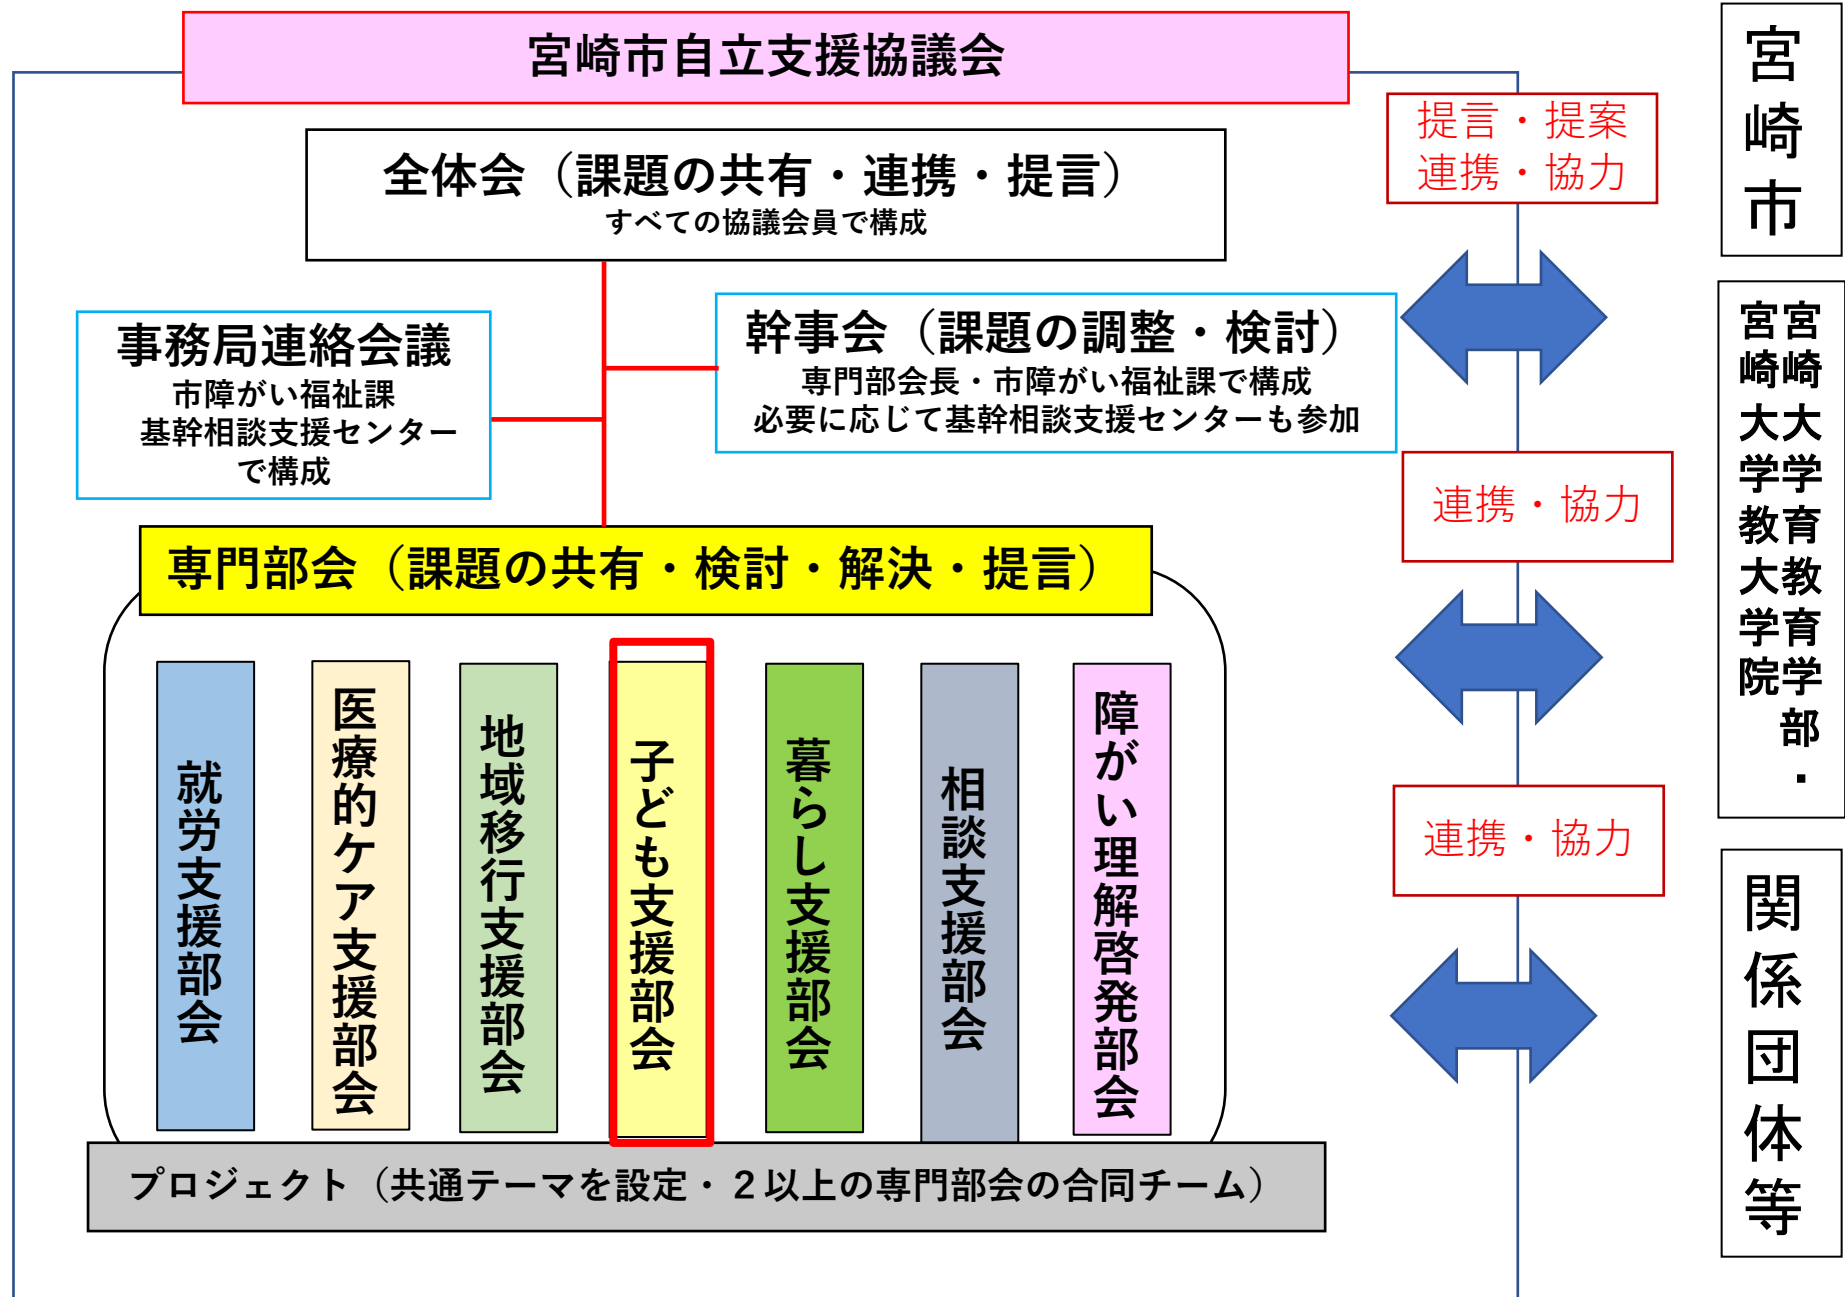 宮崎市自立支援協議会
全体会（課題の共有・連携・提言）
すべての協議会員で構成
事務局連絡会議
市障がい福祉課
基幹相談支援センター
で構成
幹事会（課題の調整・検討）
専門部会長・市障がい福祉課で構成
必要に応じて基幹相談支援センターも参加
専門部会（課題の共有・検討・解決・提言）
就労支援部会
医療的ケア支援部会
地域移行支援部会
子ども支援部会
暮らし支援部会
相談支援部会
障がい理解啓発部会
プロジェクト（共通テーマを設定・２以上の専門部会の合同チーム）
提言・提案
連携・協力
連携・協力
連携・協力
宮崎市
宮崎大学育教育学部・
宮崎大学教大学院
関係団体等